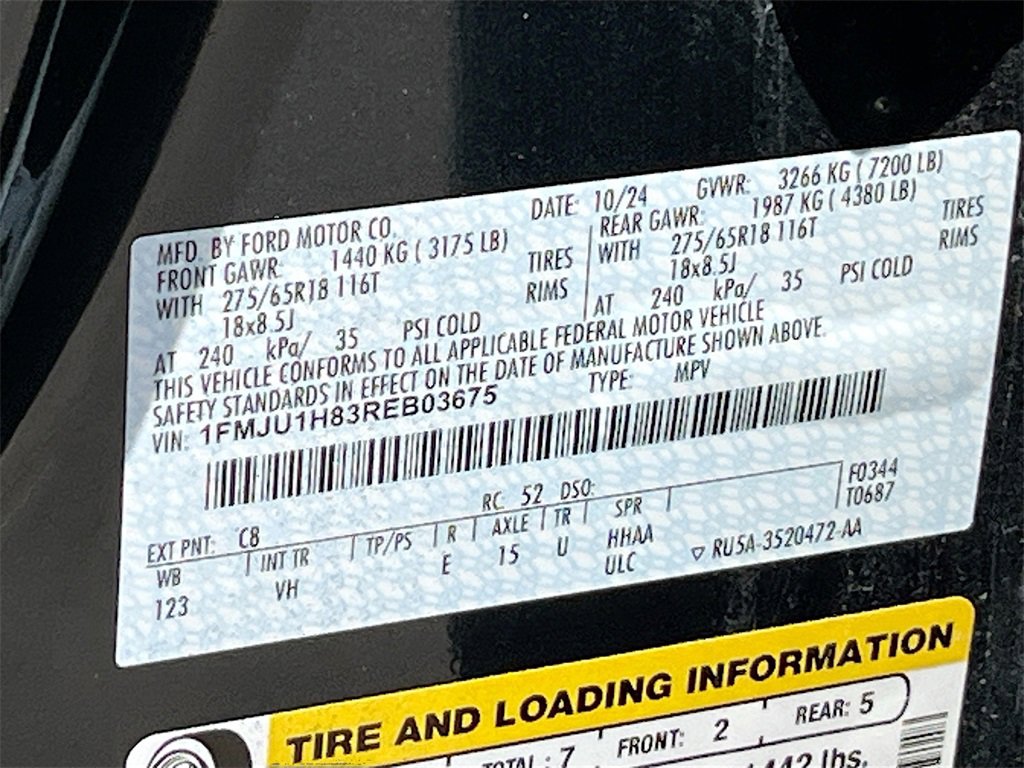 MFD. BY FORD MOTOR CO. DATE: 10/24 GVWR: 3266 KG ( 7200 LB)
FRONT GAWR: 1440 KG ( 3175 LB) REAR GAWR: 1987 KG ( 4380 LB)
WITH 275/65R18 116T TIRES WITH 275/65R18 116T TIRES
18x8.5J RIMS 18x8.5J RIMS
AT 240 kPa/ 35 PSI COLD AT 240 kPa/ 35 PSI COLD
THIS VEHICLE CONFORMS TO ALL APPLICABLE FEDERAL MOTOR VEHICLE
SAFETY STANDARDS IN EFFECT ON THE DATE OF MANUFACTURE SHOWN ABOVE.
VIN: 1FMJU1H83REB03675 TYPE: MPV
EXT PNT: C8 RC: 52 DSO: F0344
WB INT TR TP/PS R AXLE TR SPR T0687
123 VH E 15 U HHAA RU5A-3520472-AA
ULC
TIRE AND LOADING INFORMATION
TOTAL : 7 FRONT: 2 REAR: 5
lbs.